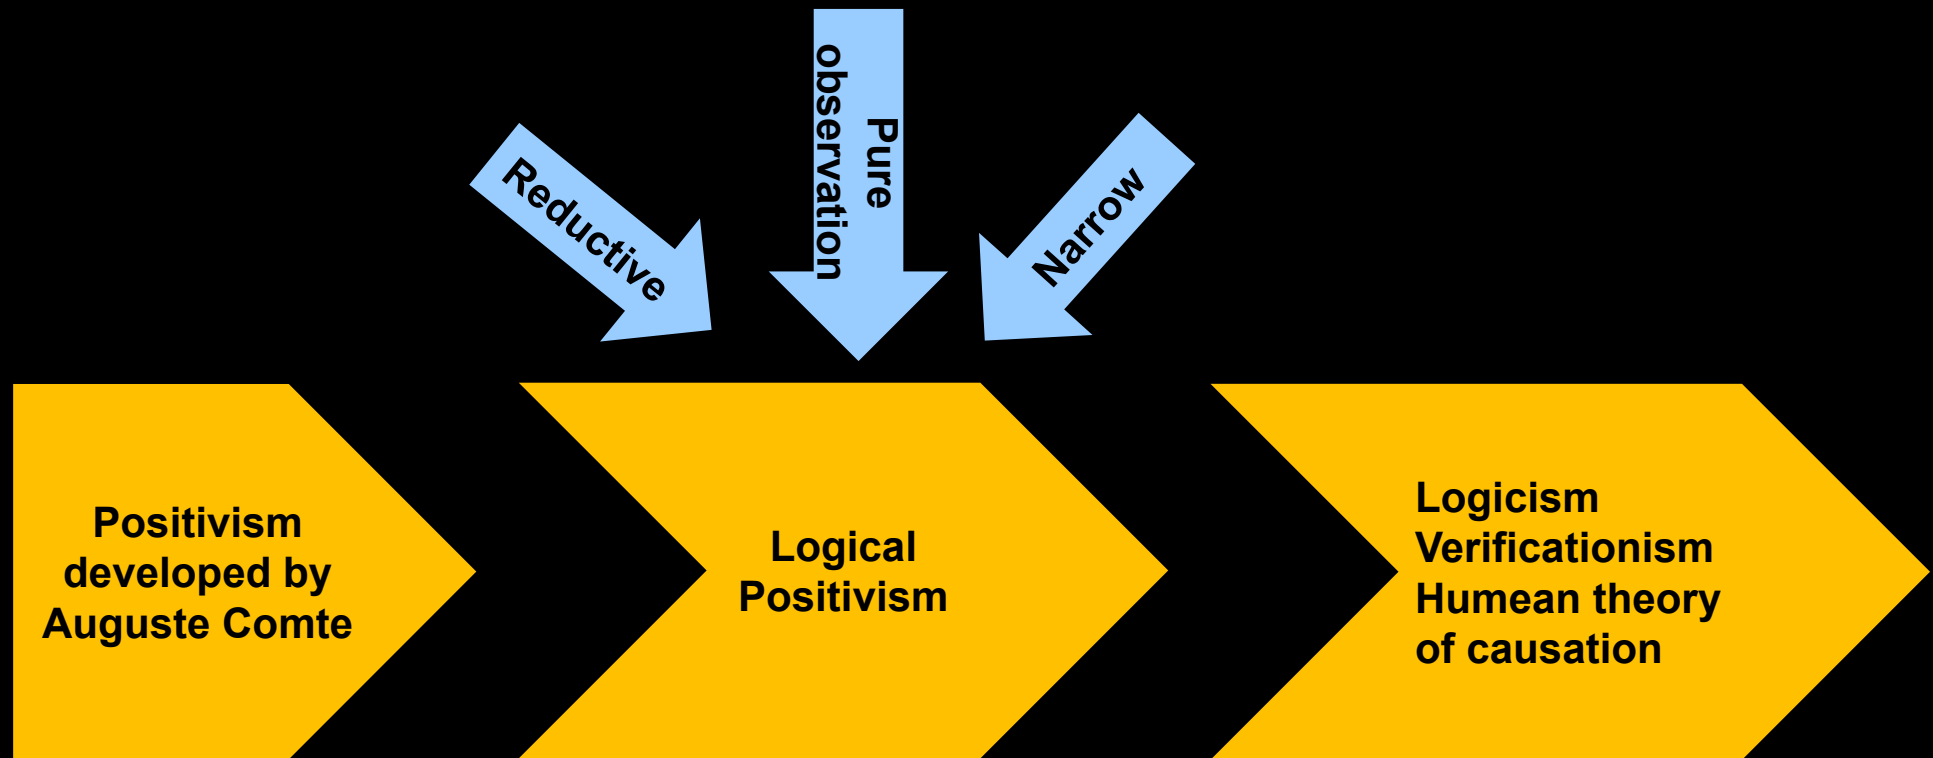 Reductive
Pure
observation
Narrow
Positivism
developed by
Auguste Comte
Logical
Positivism
Logicism
Verificationism
Humean theory
of causation